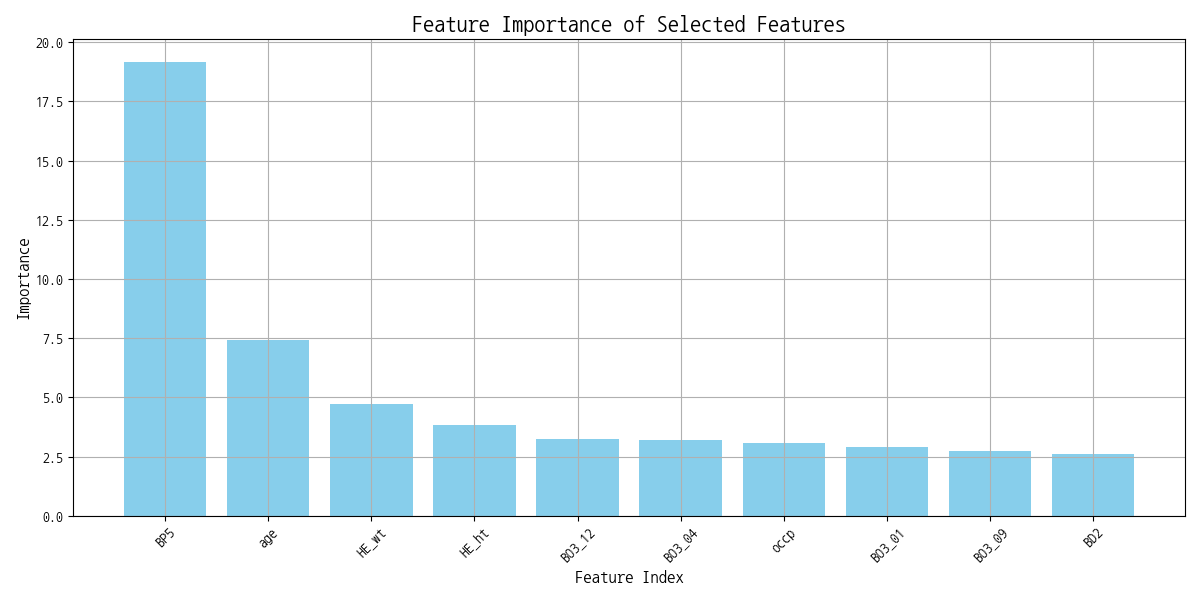 Feature Importance of Selected Features
Importance
20.0
17.5
15.0
12.5
10.0
7.5
5.0
2.5
0.0
BP5
age
HE_wt
HE_ht
BO3_12
BO3_04
occp
BO3_01
BO3_09
BD2
Feature Index